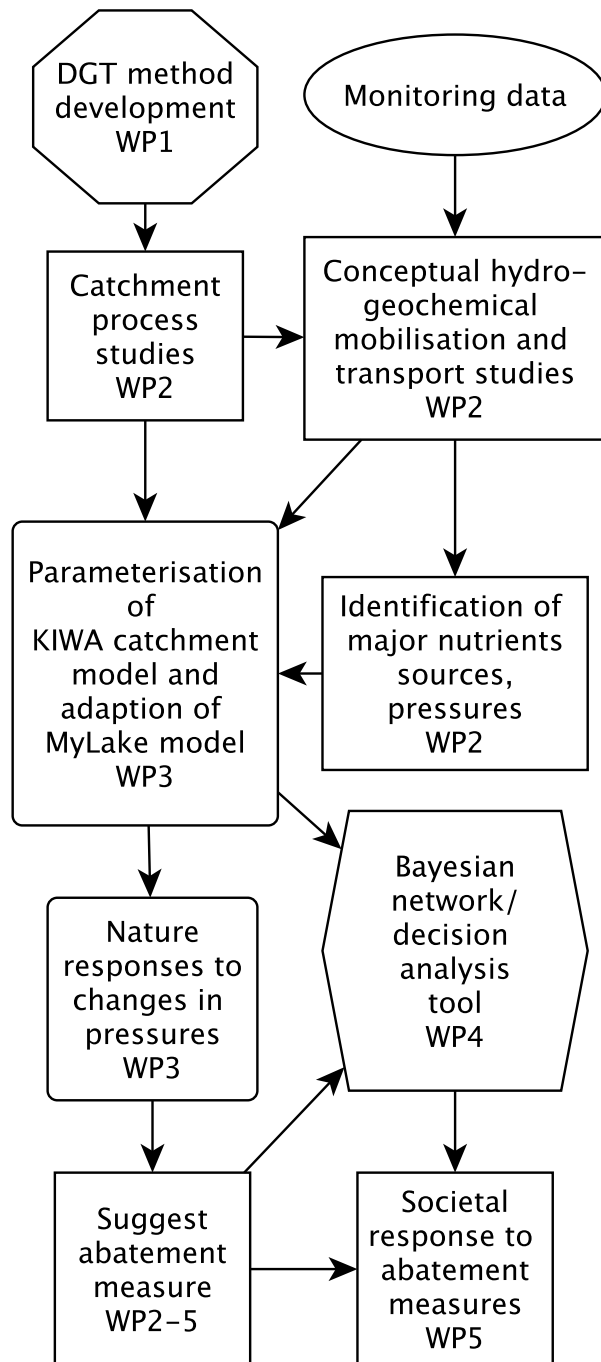 DGT method
development
WP1
Monitoring data
Catchment
process
studies
WP2
Conceptual hydro-
geochemical
mobilisation and
transport studies
WP2
Parameterisation
of
KIWA catchment
model and
adaption of
MyLake model
WP3
Identification of
major nutrients
sources,
pressures
WP2
Nature
responses to
changes in
pressures
WP3
Bayesian
network/
decision
analysis
tool
WP4
Suggest
abatement
measure
WP2-5
Societal
response to
abatement
measures
WP5